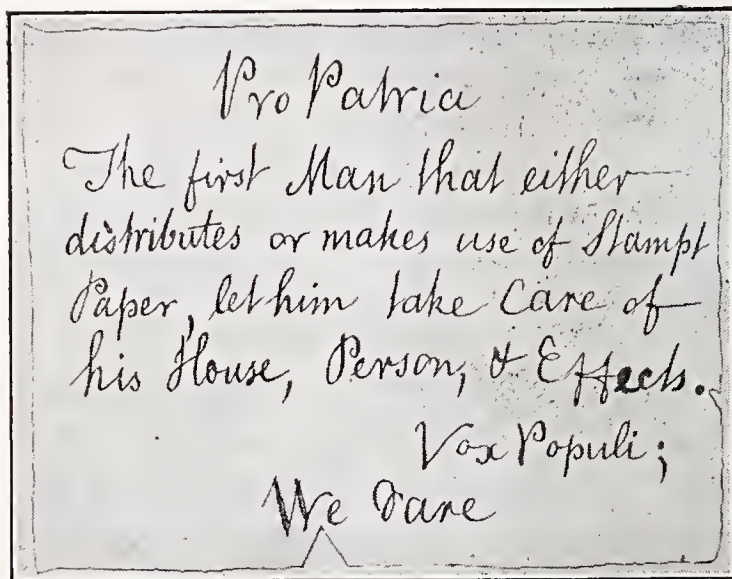 Pro Patria
The first Man that either
distributes or makes use of Stampt
Paper, let him take Care of
his House, Person, & Effects.
Vox Populi;
We dare